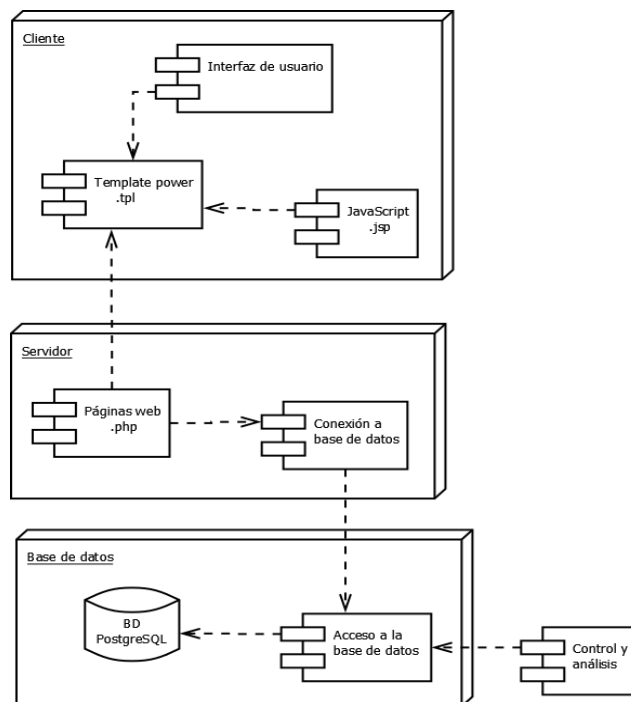 Cliente
Interfaz de usuario
Template power
.tpl
JavaScript
.jsp
Servidor
Páginas web
.php
Conexión a
base de datos
Base de datos
BD
PostgreSQL
Acceso a la
base de datos
Control y
análisis